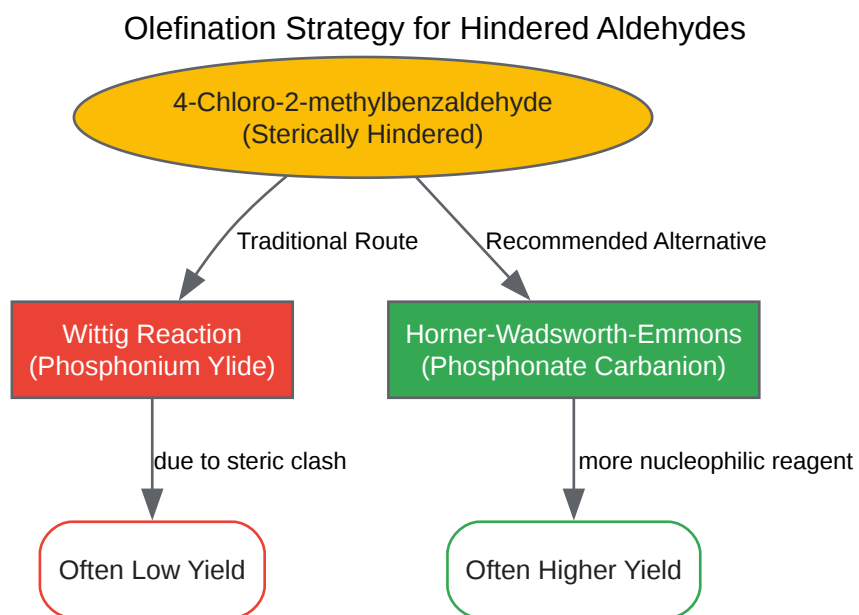 Olefination Strategy for Hindered Aldehydes
4-Chloro-2-methylbenzaldehyde
(Sterically Hindered)
Traditional Route
Recommended Alternative
Wittig Reaction
(Phosphonium Ylide)
Horner-Wadsworth-Emmons
(Phosphonate Carbanion)
due to steric clash
more nucleophilic reagent
Often Low Yield
Often Higher Yield